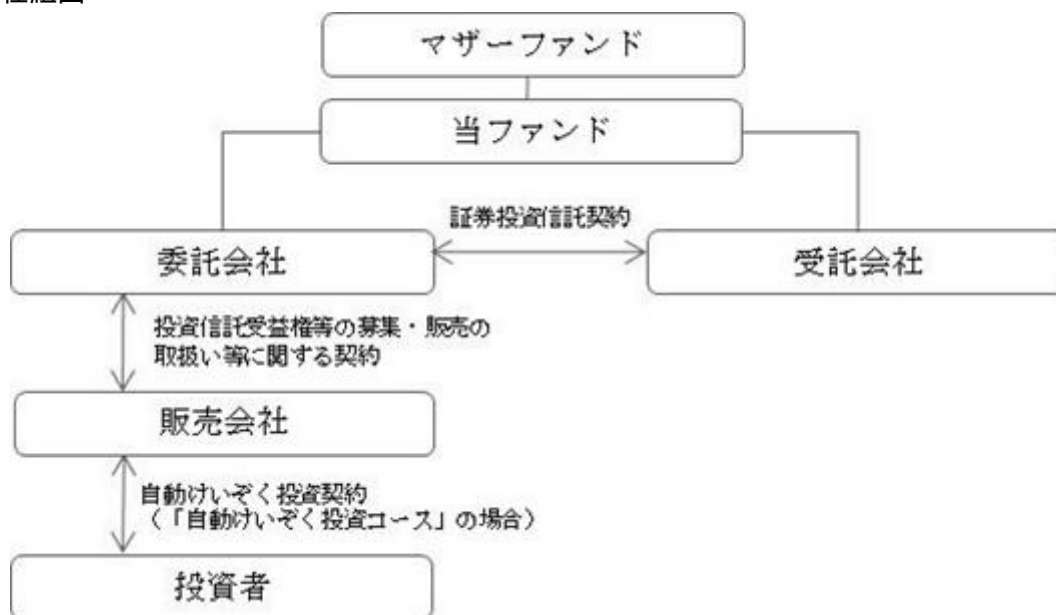 マザーファンド
当ファンド
証券投資信託契約
委託会社
受託会社
投資信託受益権等の募集・販売の
取扱い等に関する契約
販売会社
自動けいぞく投資契約
（「自動けいぞく投資コース」の場合）
投資者